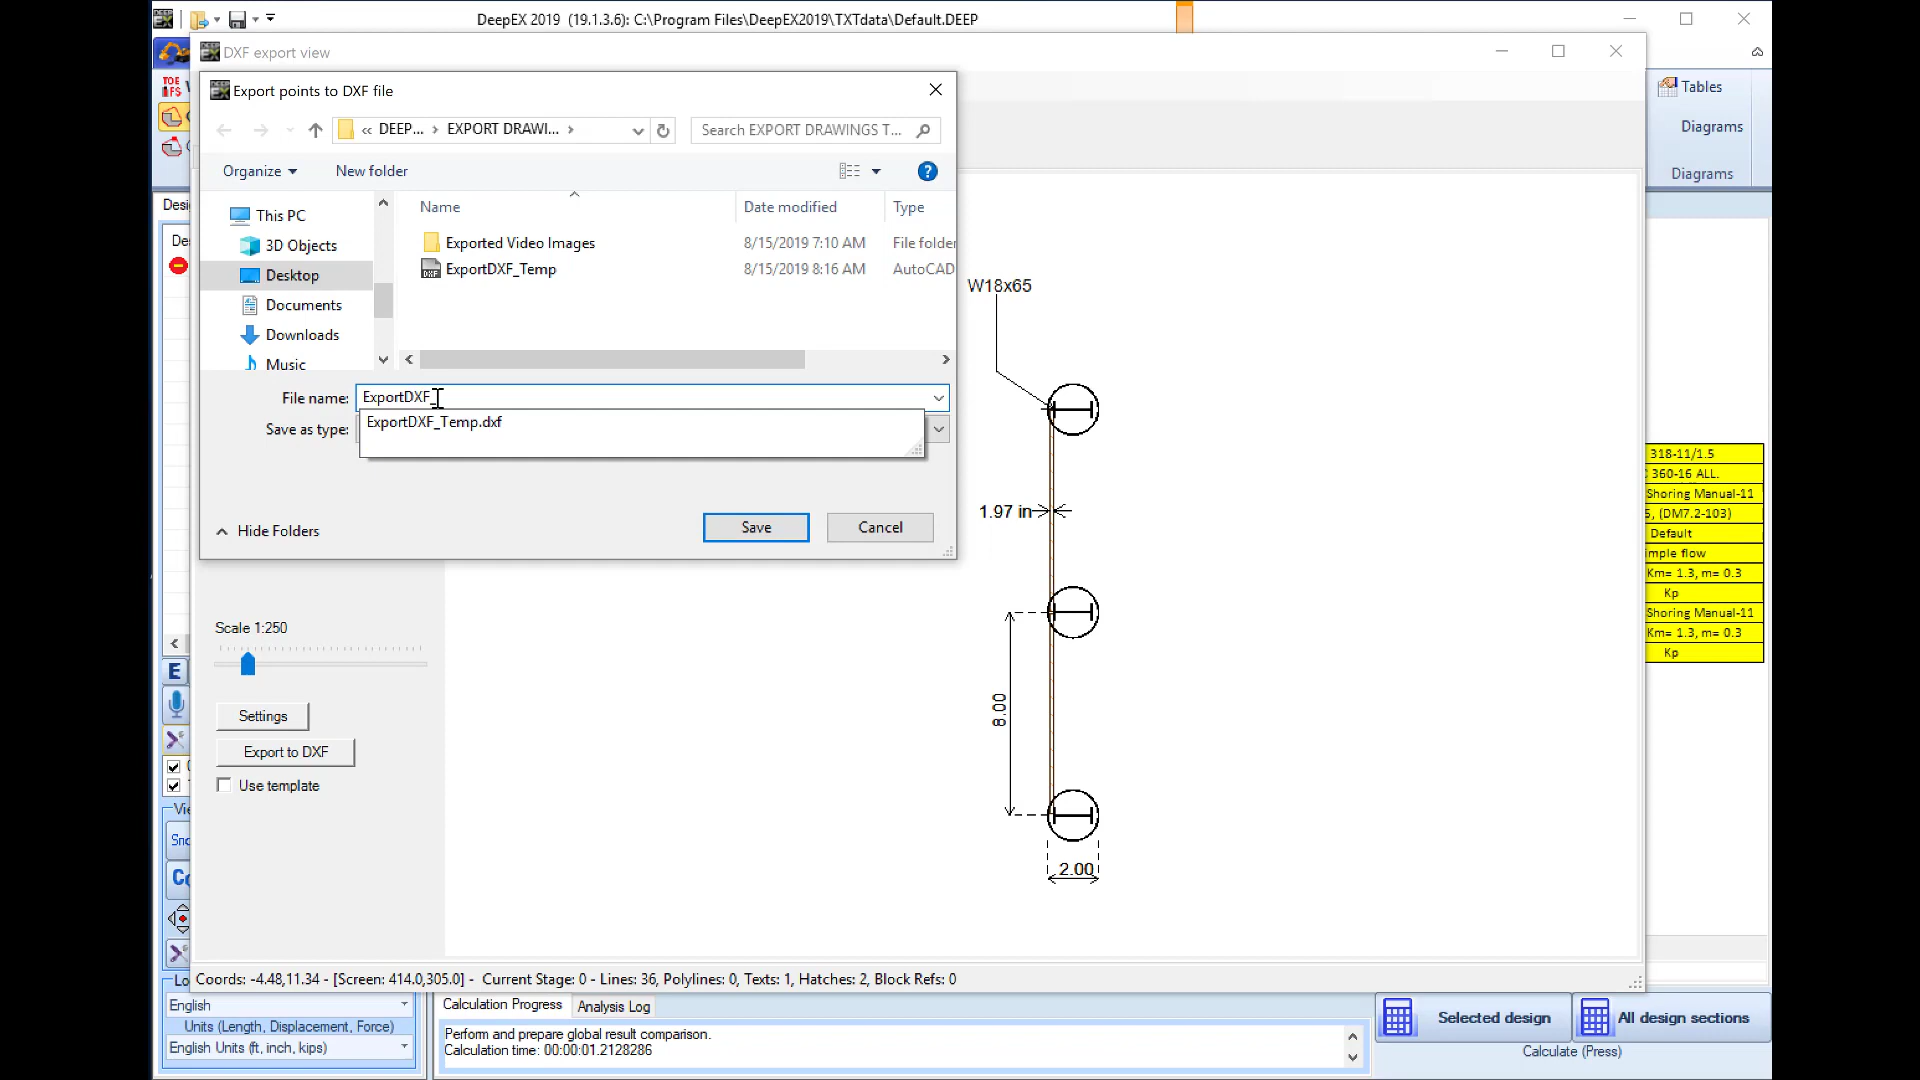 DeepEX 2019 (19.1.3.6): C:\Program Files\DeepEX2019\TXTdata\Default.DEEP
DXF export view
Export points to DXF file
« DEEP... › EXPORT DRAWI... ›
Search EXPORT DRAWINGS T...
Organize
New folder
This PC
3D Objects
Desktop
Documents
Downloads
Music
Name
Date modified
Type
Exported Video Images
8/15/2019 7:10 AM
File folder
ExportDXF_Temp
8/15/2019 8:16 AM
AutoCAD
File name:
ExportDXF_
ExportDXF_Temp.dxf
Save as type:
Hide Folders
Save
Cancel
TOE
FS
Tables
Diagrams
Diagrams
W18x65
1.97 in
8.00
2.00
318-11/1.5
360-16 ALL.
Shoring Manual-11
5, (DM7.2-103)
Default
imple flow
Km= 1.3, m= 0.3
Kp
Shoring Manual-11
Km= 1.3, m= 0.3
Kp
E
Scale 1:250
Settings
Export to DXF
Use template
Coords: -4.48,11.34 - [Screen: 414.0,305.0] - Current Stage: 0 - Lines: 36, Polylines: 0, Texts: 1, Hatches: 2, Block Refs: 0
English
Units (Length, Displacement, Force)
English Units (ft, inch, kips)
Calculation Progress
Analysis Log
Perform and prepare global result comparison.
Calculation time: 00:00:01.2128286
Selected design
All design sections
Calculate (Press)